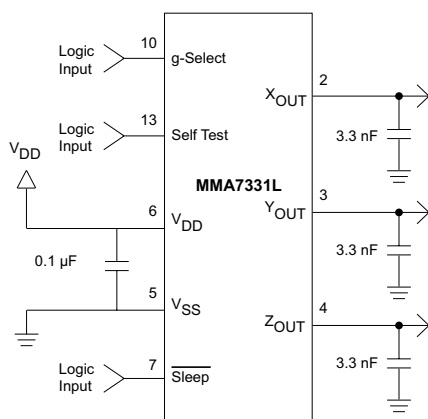 Logic
Input
10
g-Select
Logic
Input
13
Self Test
VDD
6
VDD
0.1 µF
5
VSS
Logic
Input
7
Sleep
MMA7331L
2
XOUT
3.3 nF
3
YOUT
3.3 nF
4
ZOUT
3.3 nF